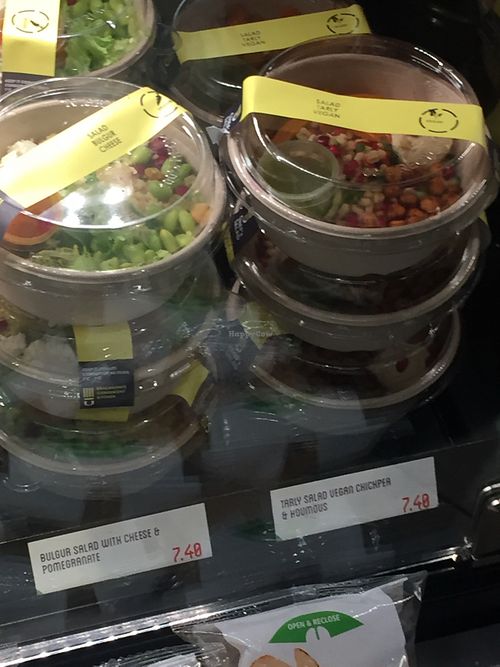 SALAD
TARLY
VEGAN
SALAD
TARLY
VEGAN
SALAD
BULGUR
CHEESE
HappyCow
BULGUR SALAD WITH CHEESE &
POMEGRANATE
7.40
TARLY SALAD VEGAN CHICKPEA
& HOUMOUS
7.40
OPEN & RECLOSE